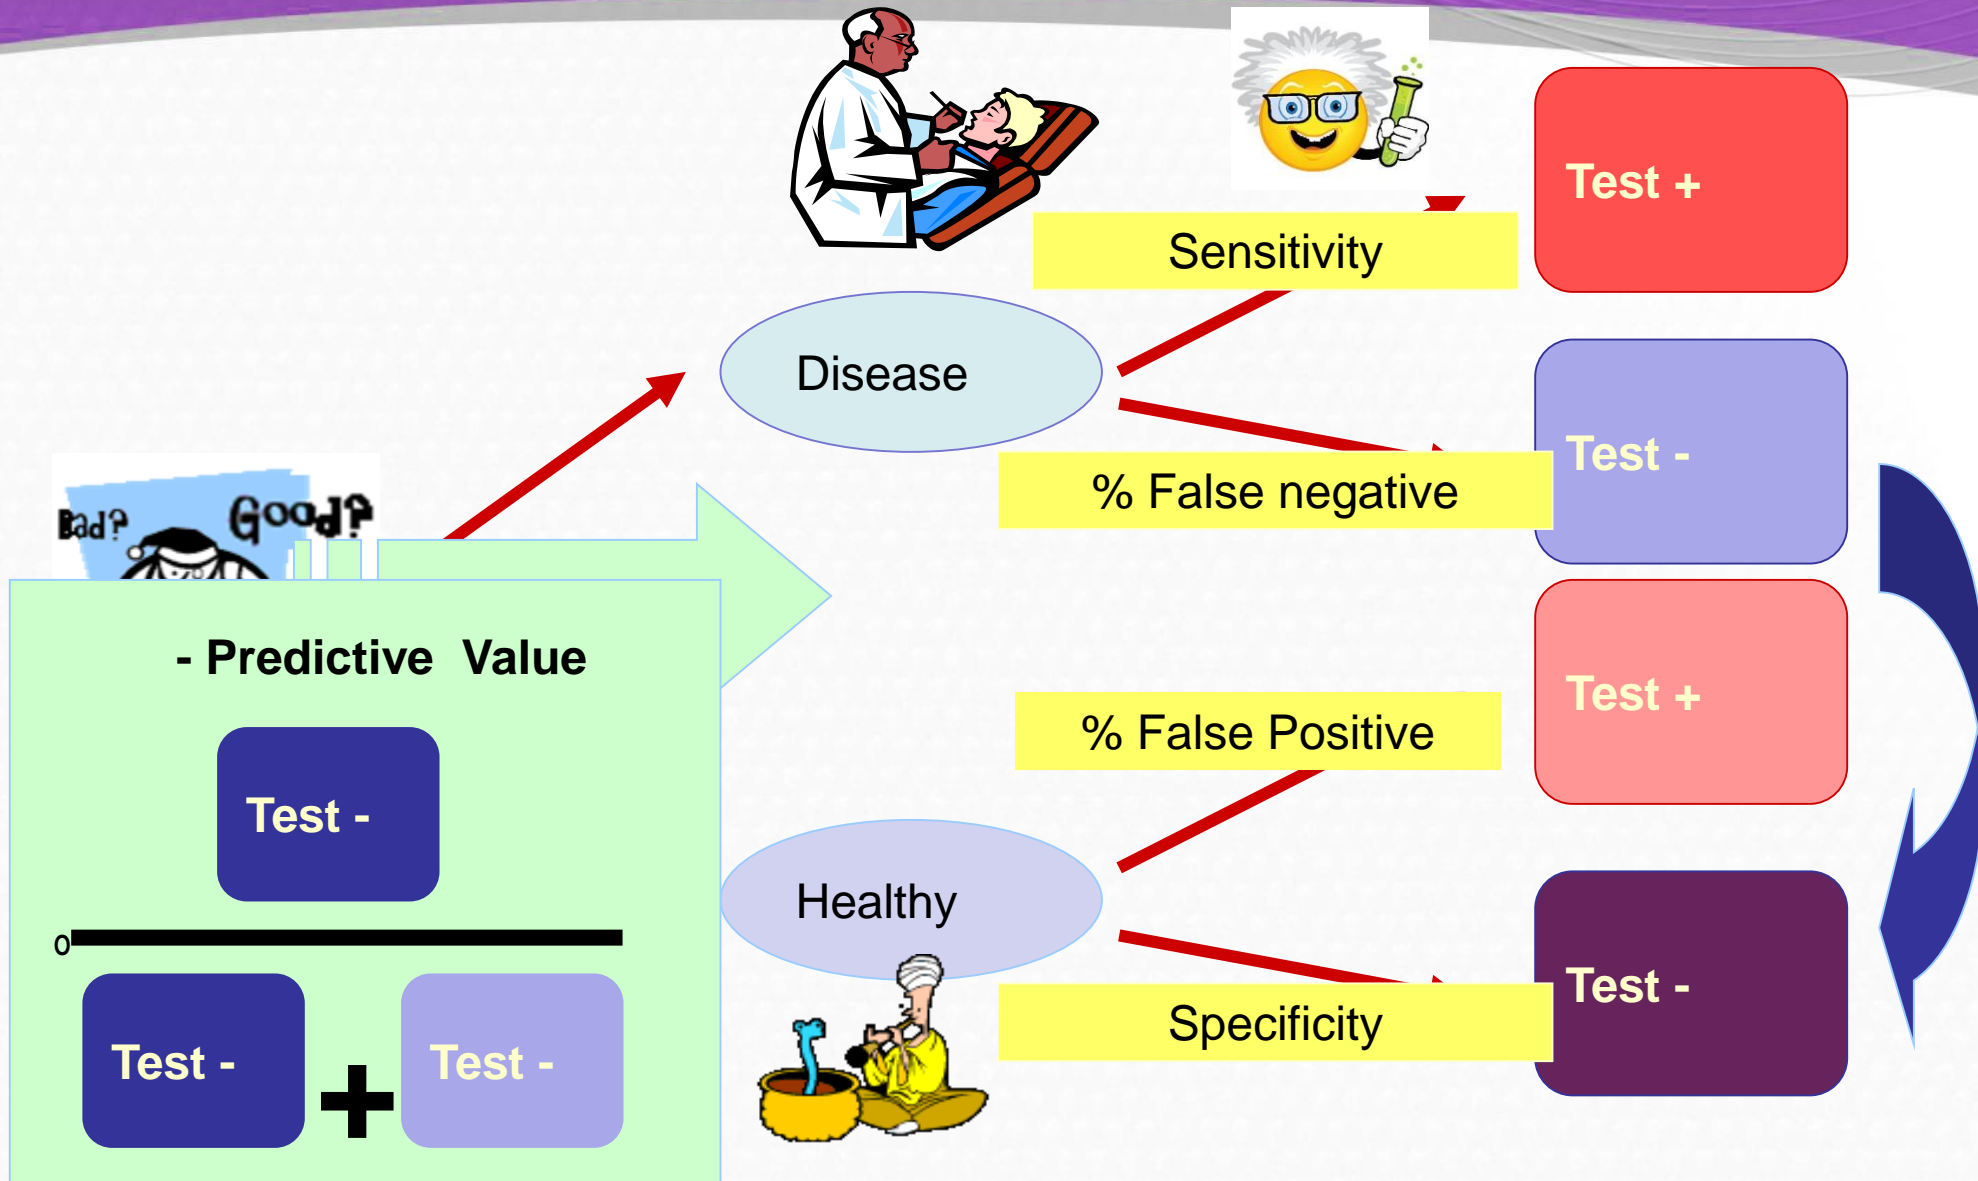 Test +
Sensitivity
Disease
Test -
% False negative
Bad?
Good?
- Predictive Value
Test +
% False Positive
Test -
Healthy
o
Test -
Specificity
Test -
+
Test -